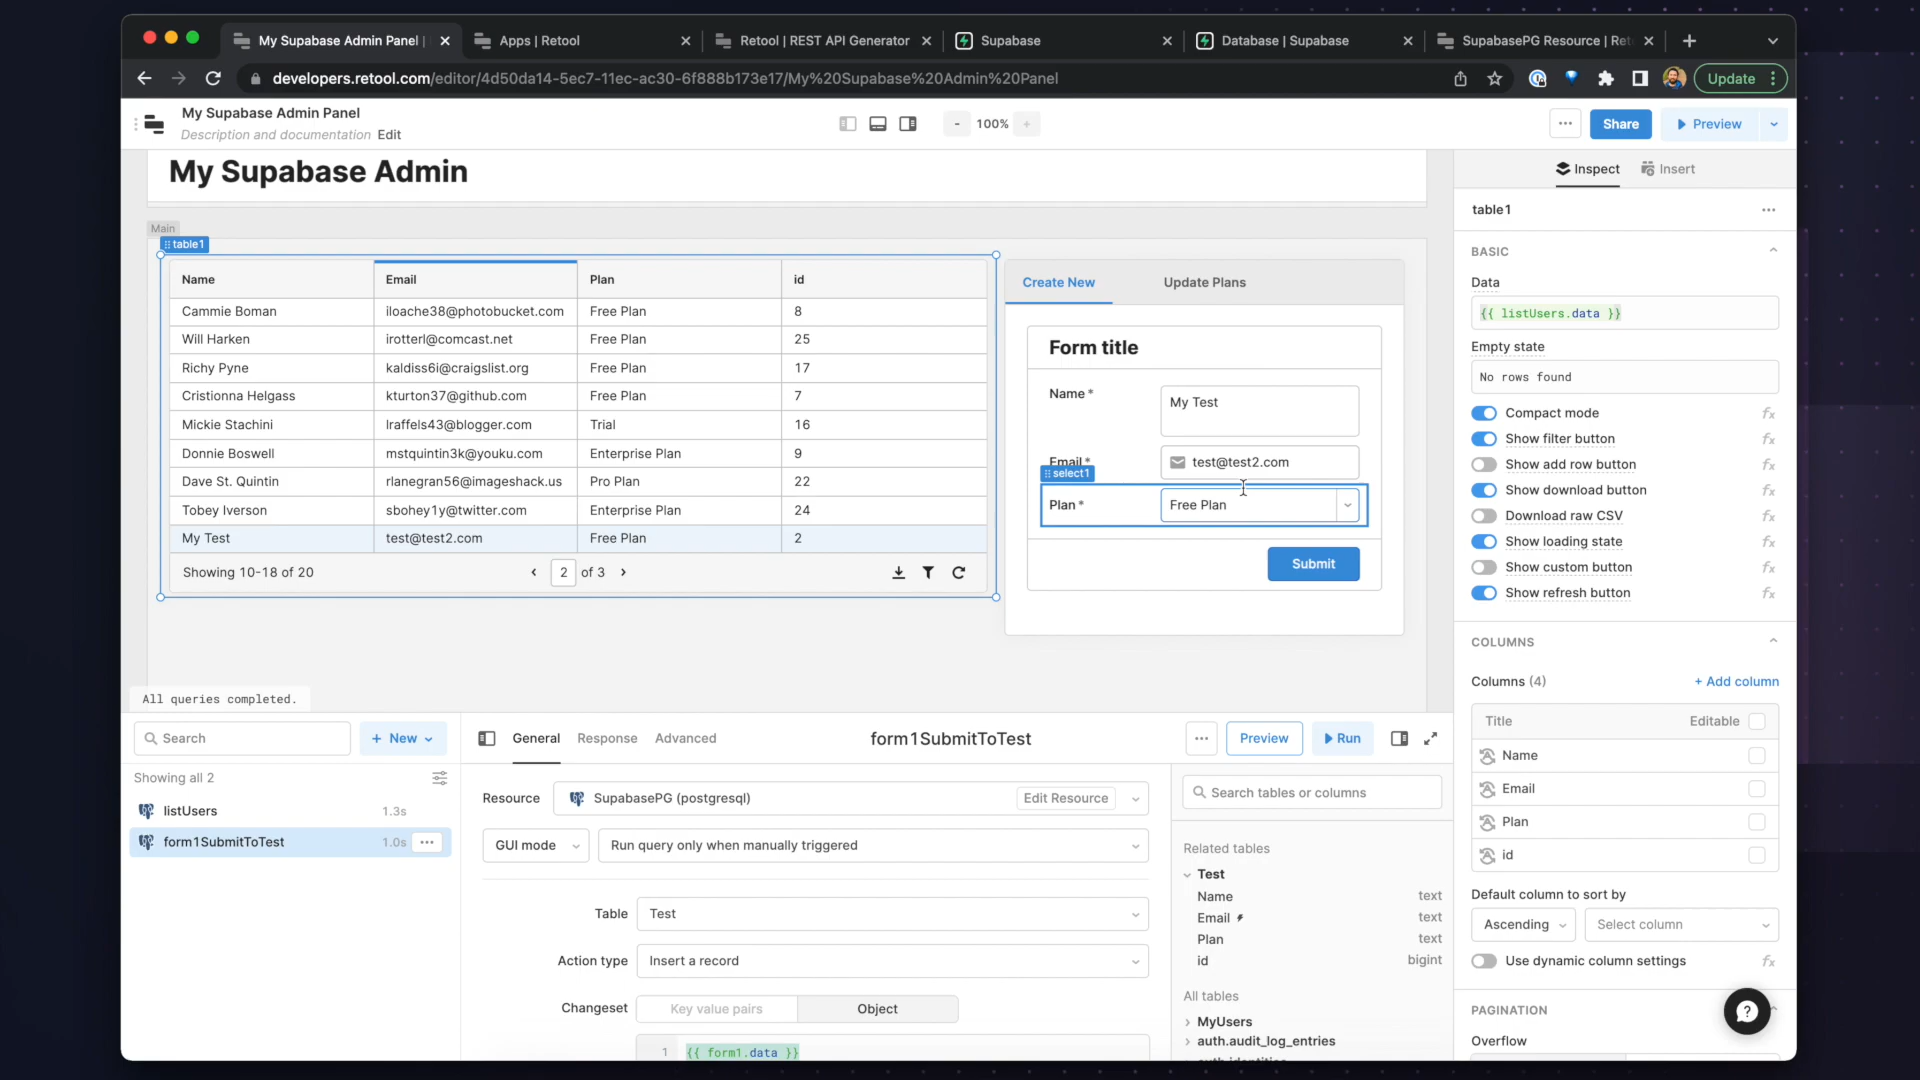 My Supabase Admin Panel |
Apps | Retool
Retool | REST API Generator
Supabase
Database | Supabase
SupabasePG Resource | Ret
developers.retool.com/editor/4d50da14-5ec7-11ec-ac30-6f888b173e17/My%20Supabase%20Admin%20Panel
Update
My Supabase Admin Panel
Description and documentation Edit
- 100% +
Share
Preview
My Supabase Admin
Main
table1
Name Email Plan id
Cammie Boman iloache38@photobucket.com Free Plan 8
Will Harken irotterl@comcast.net Free Plan 25
Richy Pyne kaldiss6i@craigslist.org Free Plan 17
Cristionna Helgass kturton37@github.com Free Plan 7
Mickie Stachini lraffels43@blogger.com Trial 16
Donnie Boswell mstquintin3k@youku.com Enterprise Plan 9
Dave St. Quintin rlanegran56@imageshack.us Pro Plan 22
Tobey Iverson sbohey1y@twitter.com Enterprise Plan 24
My Test test@test2.com Free Plan 2
Showing 10-18 of 20
2 of 3
Create New Update Plans
Form title
Name * My Test
Email * test@test2.com
select1
Plan * Free Plan
Submit
Inspect Insert
table1
BASIC
Data
{{ listUsers.data }}
Empty state
No rows found
Compact mode fx
Show filter button fx
Show add row button fx
Show download button fx
Download raw CSV fx
Show loading state fx
Show custom button fx
Show refresh button fx
COLUMNS
Columns (4) + Add column
Title Editable
Name
Email
Plan
id
Default column to sort by
Ascending Select column
Use dynamic column settings fx
PAGINATION
Overflow
All queries completed.
Search + New
Showing all 2
listUsers 1.3s
form1SubmitToTest 1.0s
General Response Advanced
form1SubmitToTest
Preview Run
Resource SupabasePG (postgresql) Edit Resource
GUI mode Run query only when manually triggered
Table Test
Action type Insert a record
Changeset Key value pairs Object
1 {{ form1.data }}
Search tables or columns
Related tables
Test
Name text
Email text
Plan text
id bigint
All tables
MyUsers
auth.audit_log_entries